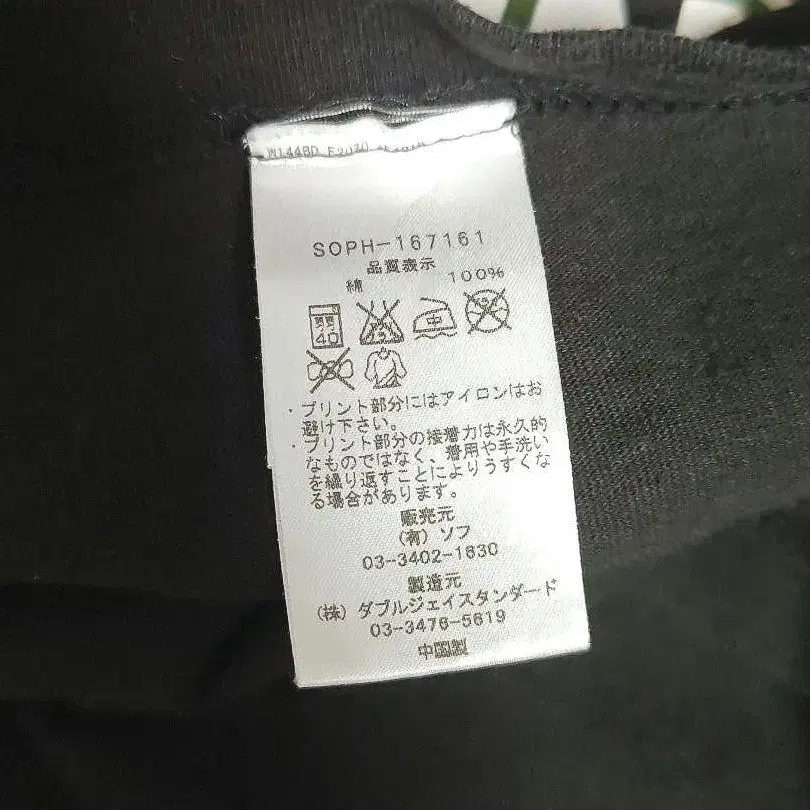 SOPH-167161
品質表示
綿 100%
40
中
・プリント部分にはアイロンはお
避け下さい。
・プリント部分の接着力は永久的
なものではなく、着用や手洗い
を繰り返すことによりうすくな
る場合があります。
販売元
(有) ソフ
03-3402-1830
製造元
(株) ダブルジェイスタンダード
03-3476-5619
中国製